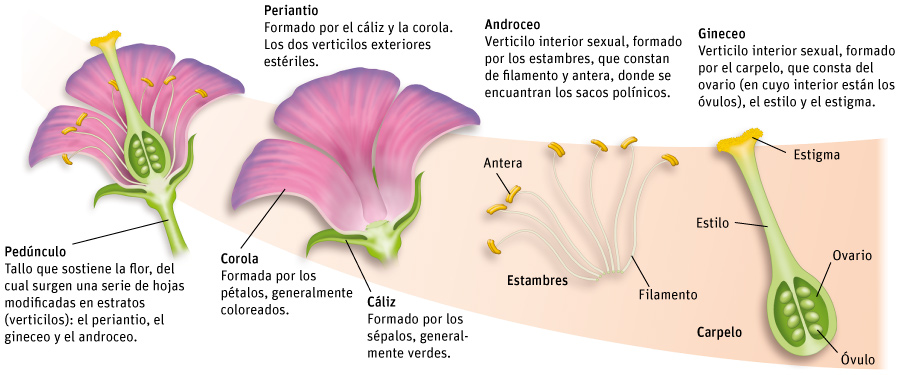 Periantio
Formado por el cáliz y la corola.
Los dos verticilos exteriores
estériles.
Androceo
Verticilo interior sexual, formado
por los estambres, que constan
de filamento y antera, donde se
encuantran los sacos polínicos.
Gineceo
Verticilo interior sexual, formado
por el carpelo, que consta del
ovario (en cuyo interior están los
óvulos), el estilo y el estigma.
Pedúnculo
Tallo que sostiene la flor, del
cual surgen una serie de hojas
modificadas en estratos
(verticilos): el periantio, el
gineceo y el androceo.
Corola
Formada por los
pétalos, generalmente
coloreados.
Cáliz
Formado por los
sépalos, general-
mente verdes.
Antera
Estambres
Filamento
Estigma
Estilo
Ovario
Carpelo
Óvulo